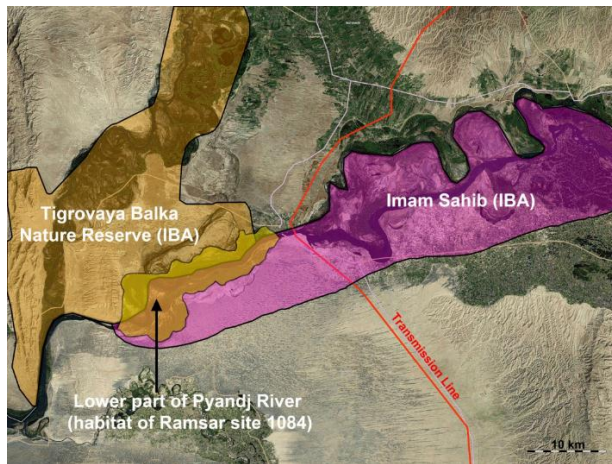 Tigrovaya Balka
Nature Reserve (IBA)
Imam Sahib (IBA)
Transmission Line
Lower part of Pyandj River
(habitat of Ramsar site 1084)
10 km